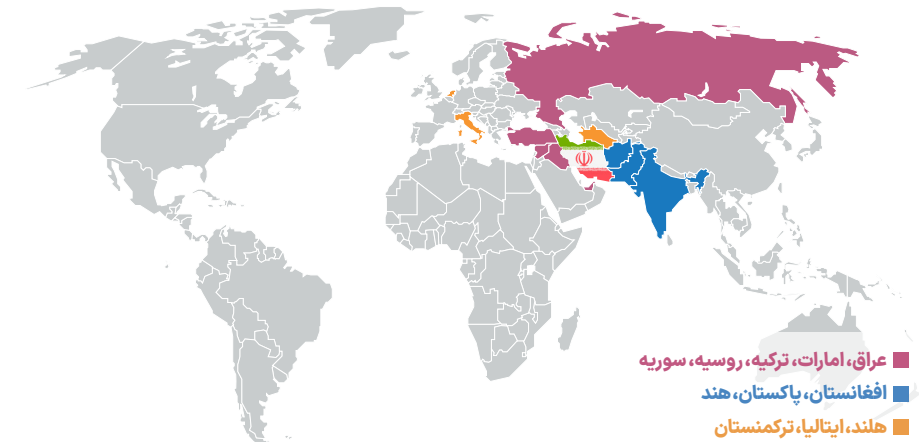 عراق، امارات، ترکیه، روسیه، سوریه
افغانستان، پاکستان، هند
هلند، ایتالیا، ترکمنستان